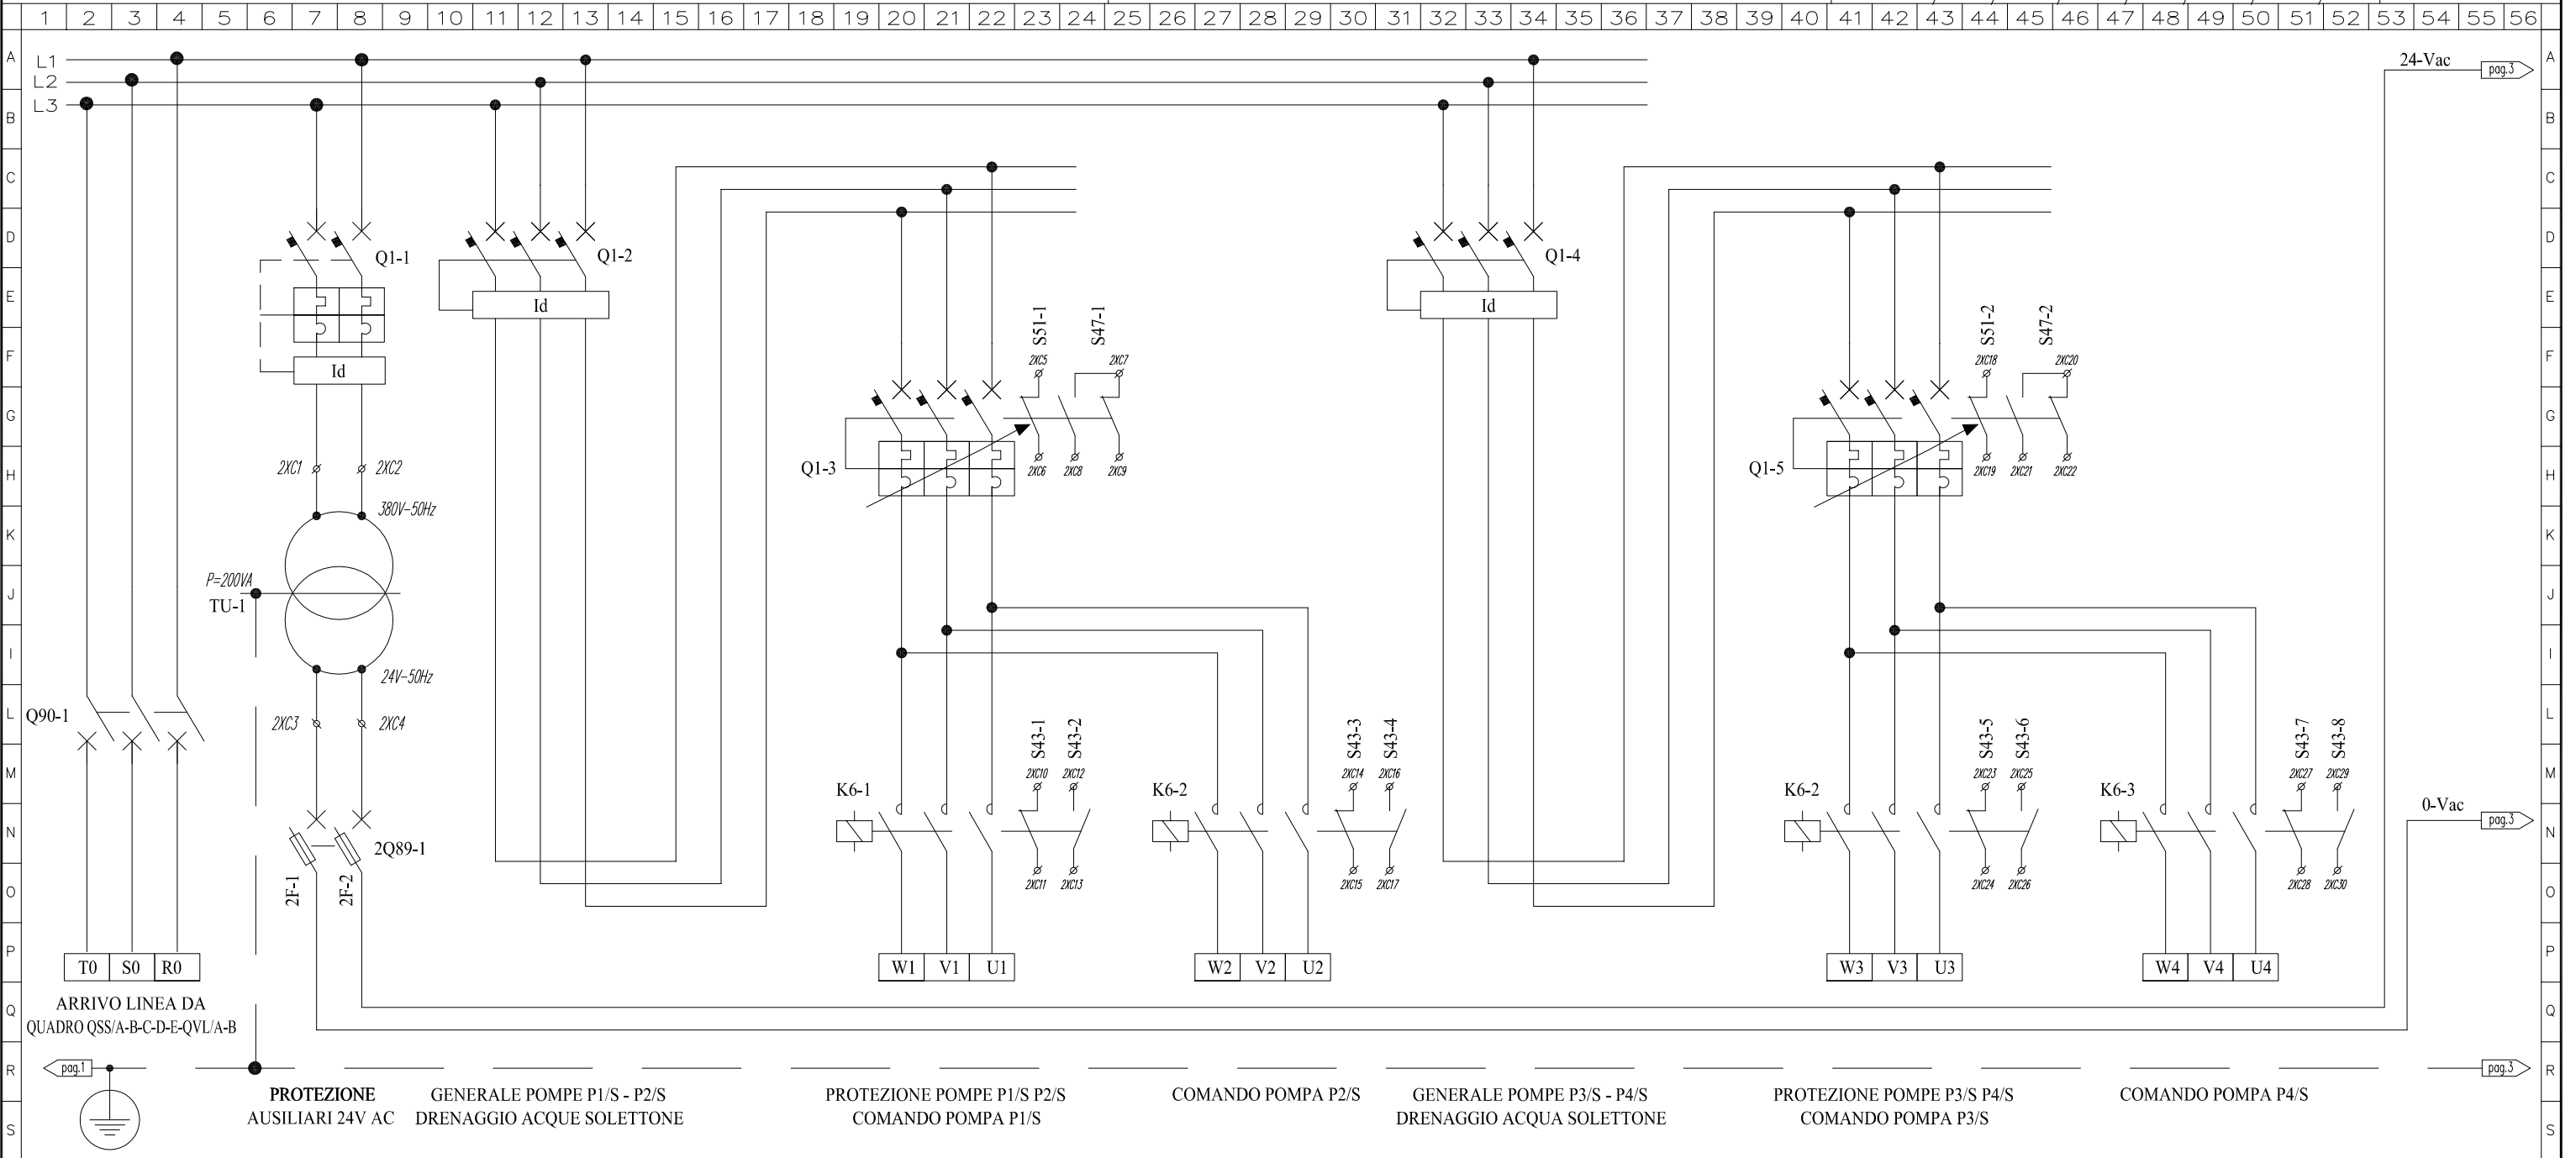 1 2 3 4 5 6 7 8 9 10 11 12 13 14 15 16 17 18 19 20 21 22 23 24 25 26 27 28 29 30 31 32 33 34 35 36 37 38 39 40 41 42 43 44 45 46 47 48 49 50 51 52 53 54 55 56
A L1 24-Vac pag.3 A
L2
L3
B B
C C
D Q1-1 Q1-2 Q1-4 D
E Id Id E
S51-1 S47-1 S51-2 S47-2
F Id 2XC5 2XC7 2XC18 2XC20 F
G G
H 2XC1 2XC2 Q1-3 2XC6 2XC8 2XC9 Q1-5 2XC19 2XC21 2XC22 H
380V-50Hz
K K
P=200VA
J TU-1 J
I I
24V-50Hz
L Q90-1 2XC3 2XC4 L
S43-1 S43-2 S43-3 S43-4 S43-5 S43-6 S43-7 S43-8
M 2XC10 2XC12 2XC14 2XC16 2XC23 2XC25 2XC27 2XC29 M
K6-1 K6-2 K6-2 K6-3
0-Vac
pag.3
N 2Q89-1 N
2F-1 2F-2
O 2XC11 2XC13 2XC15 2XC17 2XC24 2XC26 2XC28 2XC30 O
P P
T0 S0 R0 W1 V1 U1 W2 V2 U2 W3 V3 U3 W4 V4 U4
ARRIVO LINEA DA
Q QUADRO QSS/A-B-C-D-E-QVL/A-B Q
R pag.1 pag.3 R
PROTEZIONE
AUSILIARI 24V AC
GENERALE POMPE P1/S - P2/S
DRENAGGIO ACQUE SOLETTONE
PROTEZIONE POMPE P1/S P2/S
COMANDO POMPA P1/S
COMANDO POMPA P2/S
GENERALE POMPE P3/S - P4/S
DRENAGGIO ACQUA SOLETTONE
PROTEZIONE POMPE P3/S P4/S
COMANDO POMPA P3/S
COMANDO POMPA P4/S
S S